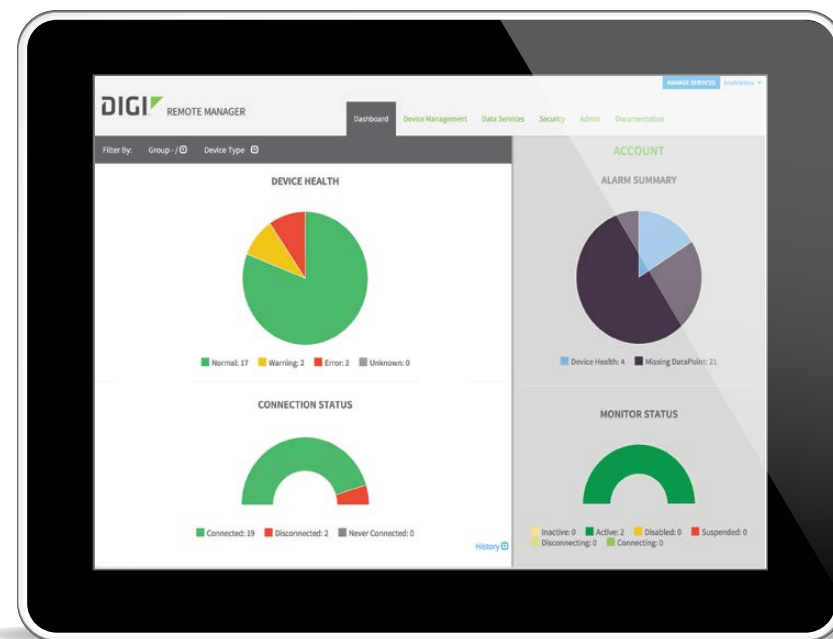 MANAGE SERVICES
DIGI REMOTE MANAGER
Dashboard Device Management Data Services Security Admin Documentation
Filter By: Group - / Device Type
ACCOUNT
DEVICE HEALTH
ALARM SUMMARY
Normal: 17 Warning: 2 Error: 2 Unknown: 0
Device Health: 4 Missing DataPoint: 21
CONNECTION STATUS
MONITOR STATUS
Connected: 19 Disconnected: 2 Never Connected: 0
Inactive: 0 Active: 2 Disabled: 0 Suspended: 0
Disconnecting: 0 Connecting: 0
History